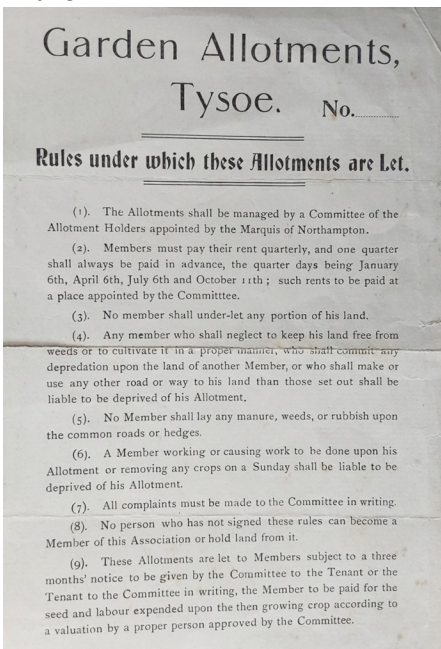 Garden Allotments,
Tysoe. No.............
Rules under which these Allotments are Let.
(1). The Allotments shall be managed by a Committee of the
Allotment Holders appointed by the Marquis of Northampton.
(2). Members must pay their rent quarterly, and one quarter
shall always be paid in advance, the quarter days being January
6th, April 6th, July 6th and October 11th; such rents to be paid at
a place appointed by the Committtee.
(3). No member shall under-let any portion of his land.
(4). Any member who shall neglect to keep his land free from
weeds or to cultivate it in a proper manner, who shall commit any
depredation upon the land of another Member, or who shall make or
use any other road or way to his land than those set out shall be
liable to be deprived of his Allotment.
(5). No Member shall lay any manure, weeds, or rubbish upon
the common roads or hedges.
(6). A Member working or causing work to be done upon his
Allotment or removing any crops on a Sunday shall be liable to be
deprived of his Allotment.
(7). All complaints must be made to the Committee in writing.
(8). No person who has not signed these rules can become a
Member of this Association or hold land from it.
(9). These Allotments are let to Members subject to a three
months' notice to be given by the Committee to the Tenant or the
Tenant to the Committee in writing, the Member to be paid for the
seed and labour expended upon the then growing crop according to
a valuation by a proper person approved by the Committee.